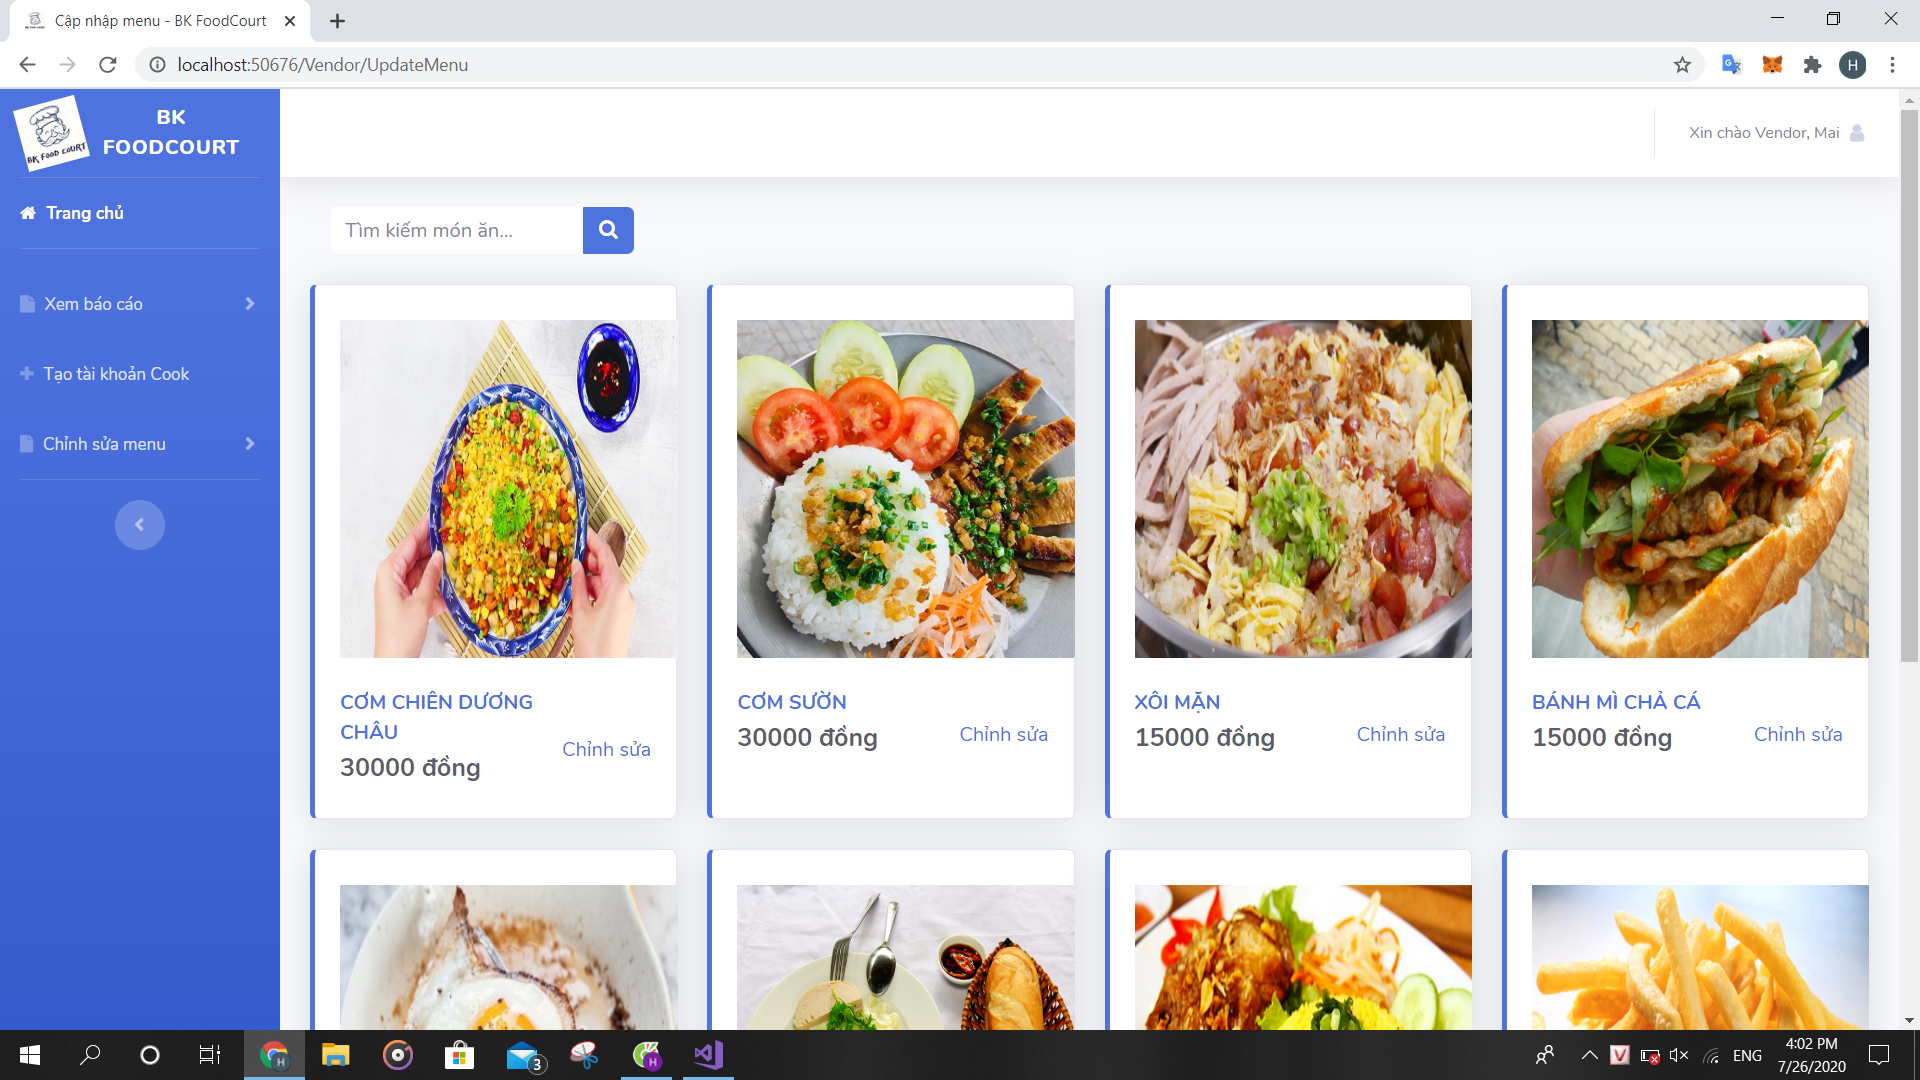 Cập nhập menu - BK FoodCourt
localhost:50676/Vendor/UpdateMenu
H
BK FOOD COURT
BK
FOODCOURT
Xin chào Vendor, Mai
Trang chủ
Tìm kiếm món ăn...
Xem báo cáo
Tạo tài khoản Cook
Chỉnh sửa menu
CƠM CHIÊN DƯƠNG
CHÂU
30000 đồng
Chỉnh sửa
CƠM SƯỜN
30000 đồng
Chỉnh sửa
XÔI MẶN
15000 đồng
Chỉnh sửa
BÁNH MÌ CHẢ CÁ
15000 đồng
Chỉnh sửa
H
3
H
V
ENG
4:02 PM
7/26/2020